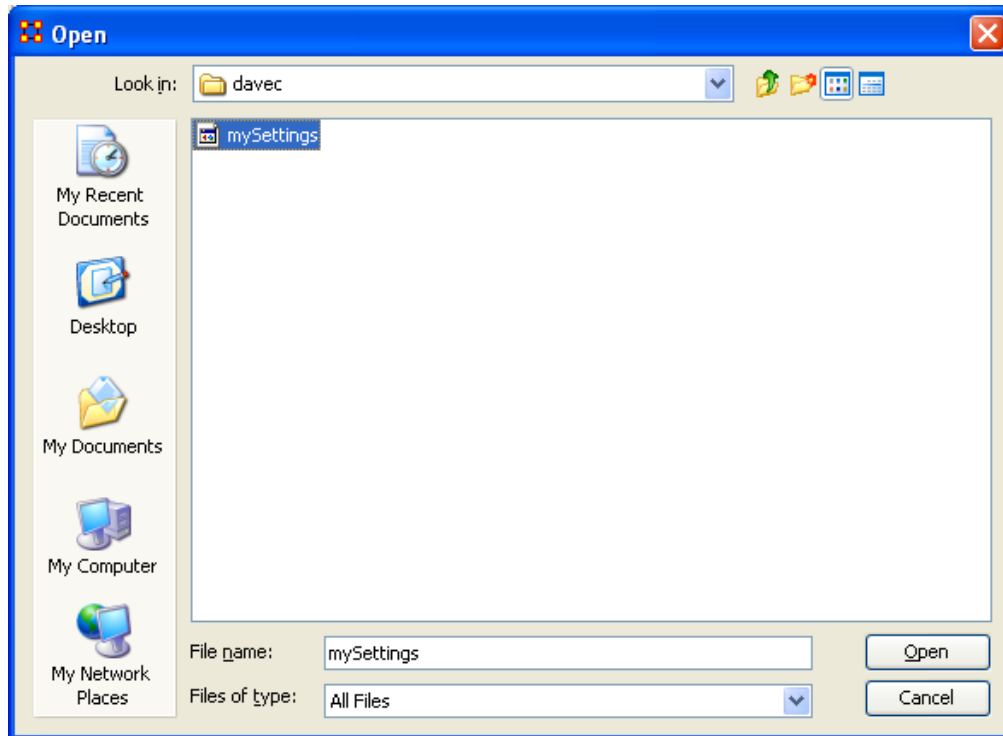 Open
Look in:
davec
mySettings
My Recent
Documents
Desktop
My Documents
My Computer
My Network
Places
File name:
mySettings
Open
Files of type:
All Files
Cancel